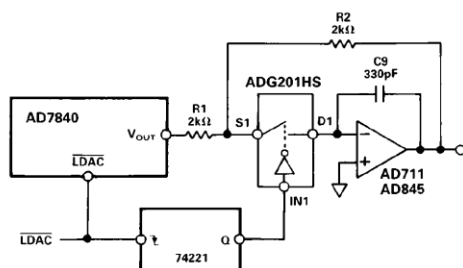 R2
2kΩ
C9
330pF
ADG201HS
R1
2kΩ
S1
D1
AD7840
VOUT
LDAC
−
+
AD711
AD845
IN1
LDAC
Q
74221